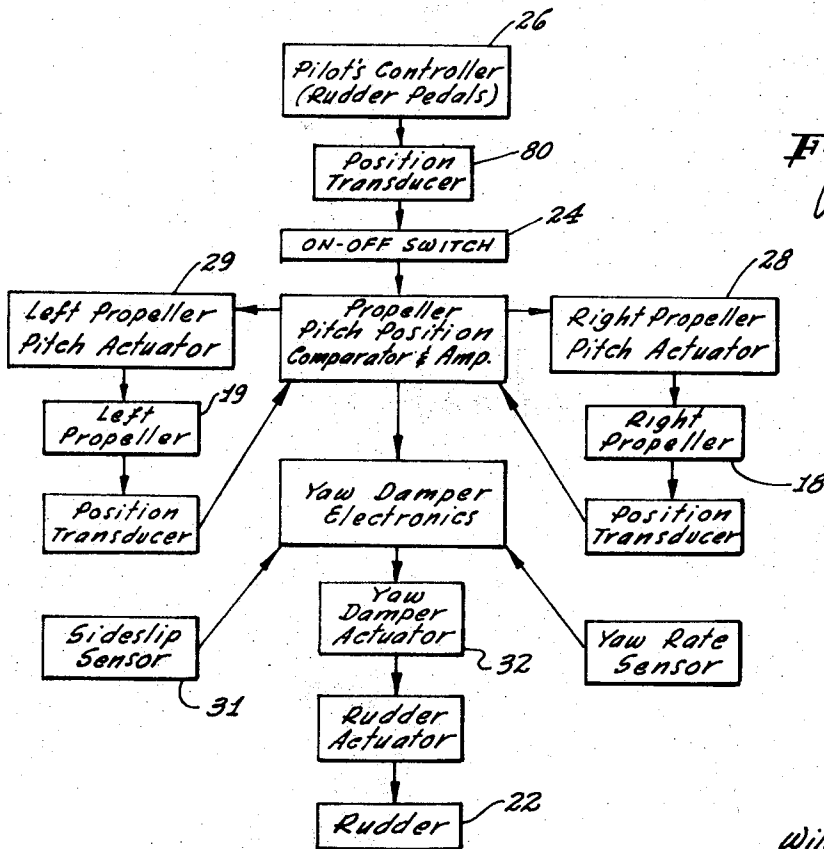 26
Pilot's Controller
(Rudder Pedals)
80
Position
Transducer
24
ON-OFF SWITCH
29
Left Propeller
Pitch Actuator
Propeller
Pitch Position
Comparator & Amp.
28
Right Propeller
Pitch Actuator
19
Left
Propeller
Right
Propeller
18
Position
Transducer
Yaw Damper
Electronics
Position
Transducer
Sideslip
Sensor
31
Yaw
Damper
Actuator
32
Yaw Rate
Sensor
Rudder
Actuator
Rudder
22